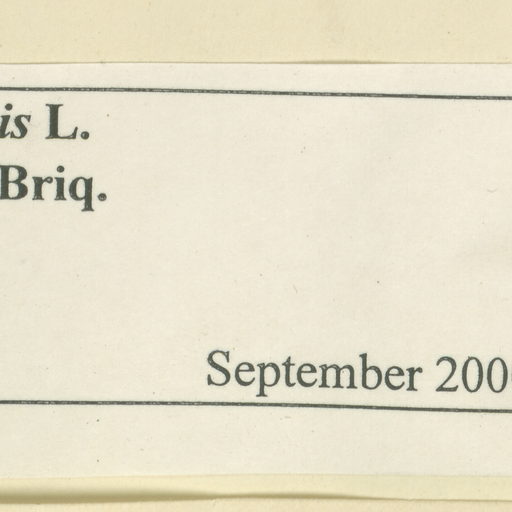 is L.
Briq.
September 200